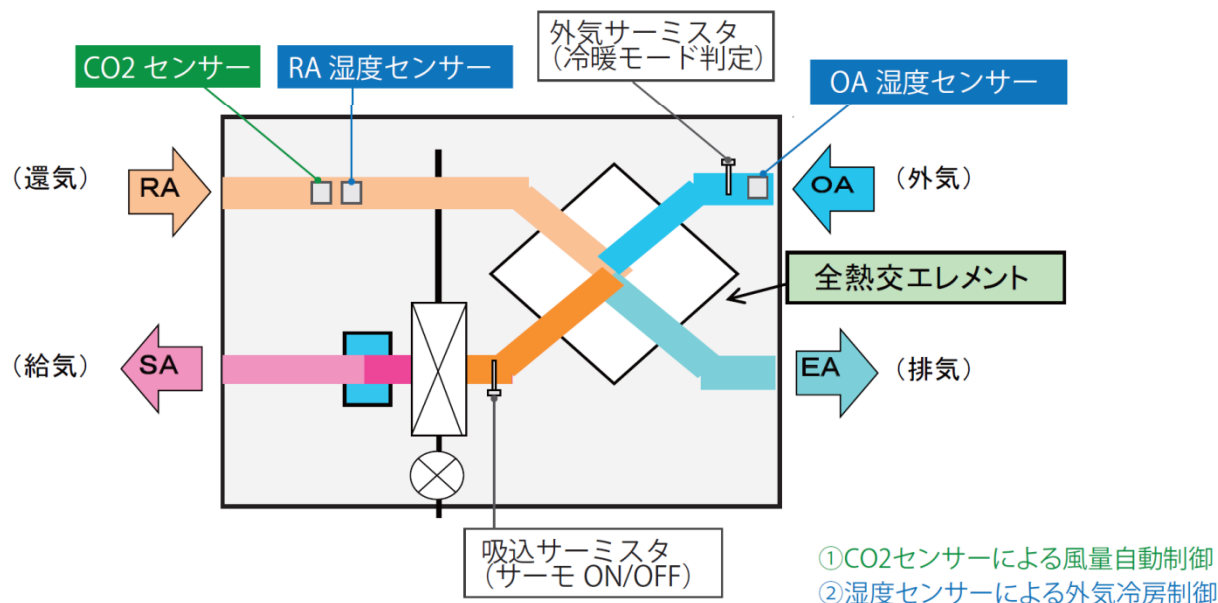 外気サーミスタ
（冷暖モード判定）
CO2 センサー
RA 湿度センサー
OA 湿度センサー
（還気）
RA
OA
（外気）
全熱交エレメント
（給気）
SA
EA
（排気）
吸込サーミスタ
（サーモ ON/OFF）
①CO2センサーによる風量自動制御
②湿度センサーによる外気冷房制御